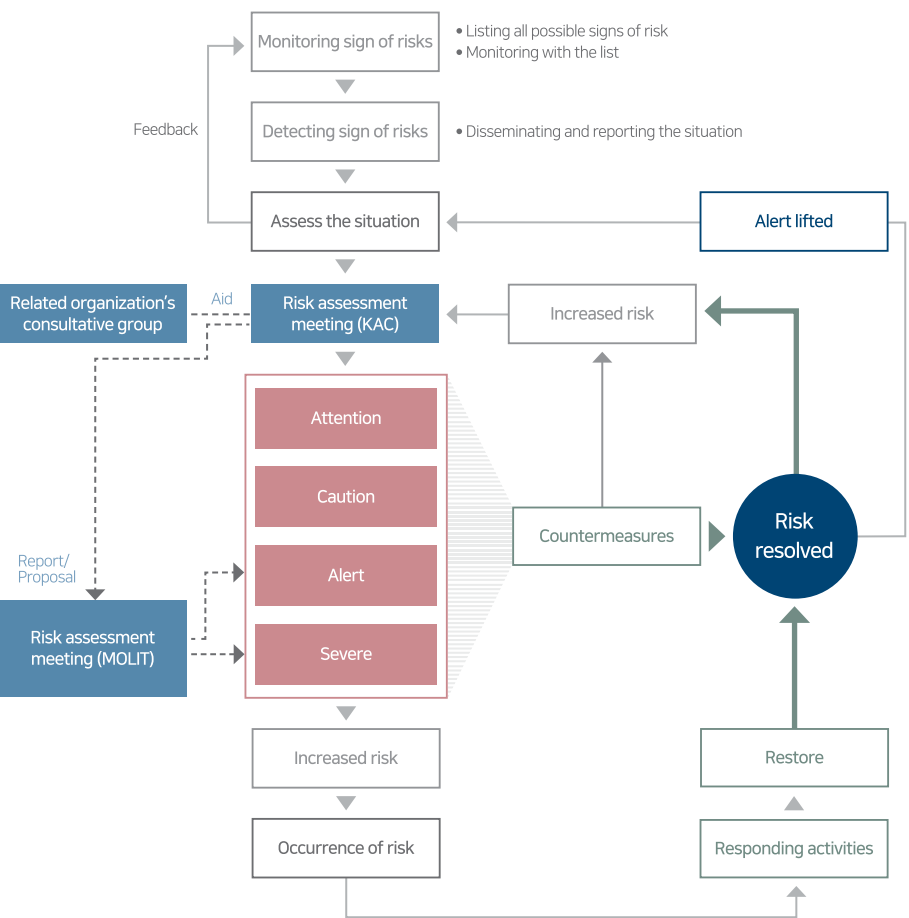 Monitoring sign of risks
• Listing all possible signs of risk
• Monitoring with the list
Feedback
Detecting sign of risks
• Disseminating and reporting the situation
Assess the situation
Alert lifted
Related organization's
consultative group
Aid
Risk assessment
meeting (KAC)
Increased risk
Attention
Caution
Alert
Severe
Countermeasures
Risk
resolved
Report/
Proposal
Risk assessment
meeting (MOLIT)
Increased risk
Restore
Occurrence of risk
Responding activities